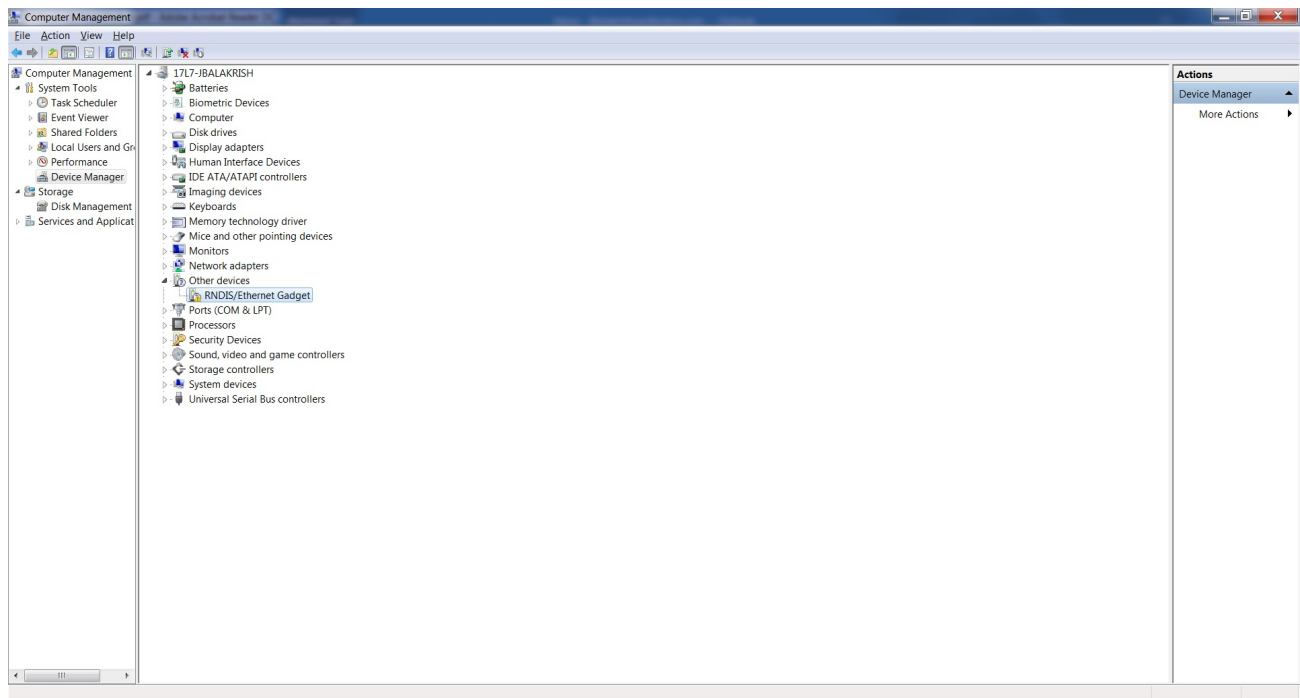 Computer Management
File Action View Help
Computer Management
System Tools
Task Scheduler
Event Viewer
Shared Folders
Local Users and Gr
Performance
Device Manager
Storage
Disk Management
Services and Applicat
17L7-JBALAKRISH
Batteries
Biometric Devices
Computer
Disk drives
Display adapters
Human Interface Devices
IDE ATA/ATAPI controllers
Imaging devices
Keyboards
Memory technology driver
Mice and other pointing devices
Monitors
Network adapters
Other devices
RNDIS/Ethernet Gadget
Ports (COM & LPT)
Processors
Security Devices
Sound, video and game controllers
Storage controllers
System devices
Universal Serial Bus controllers
Actions
Device Manager
More Actions